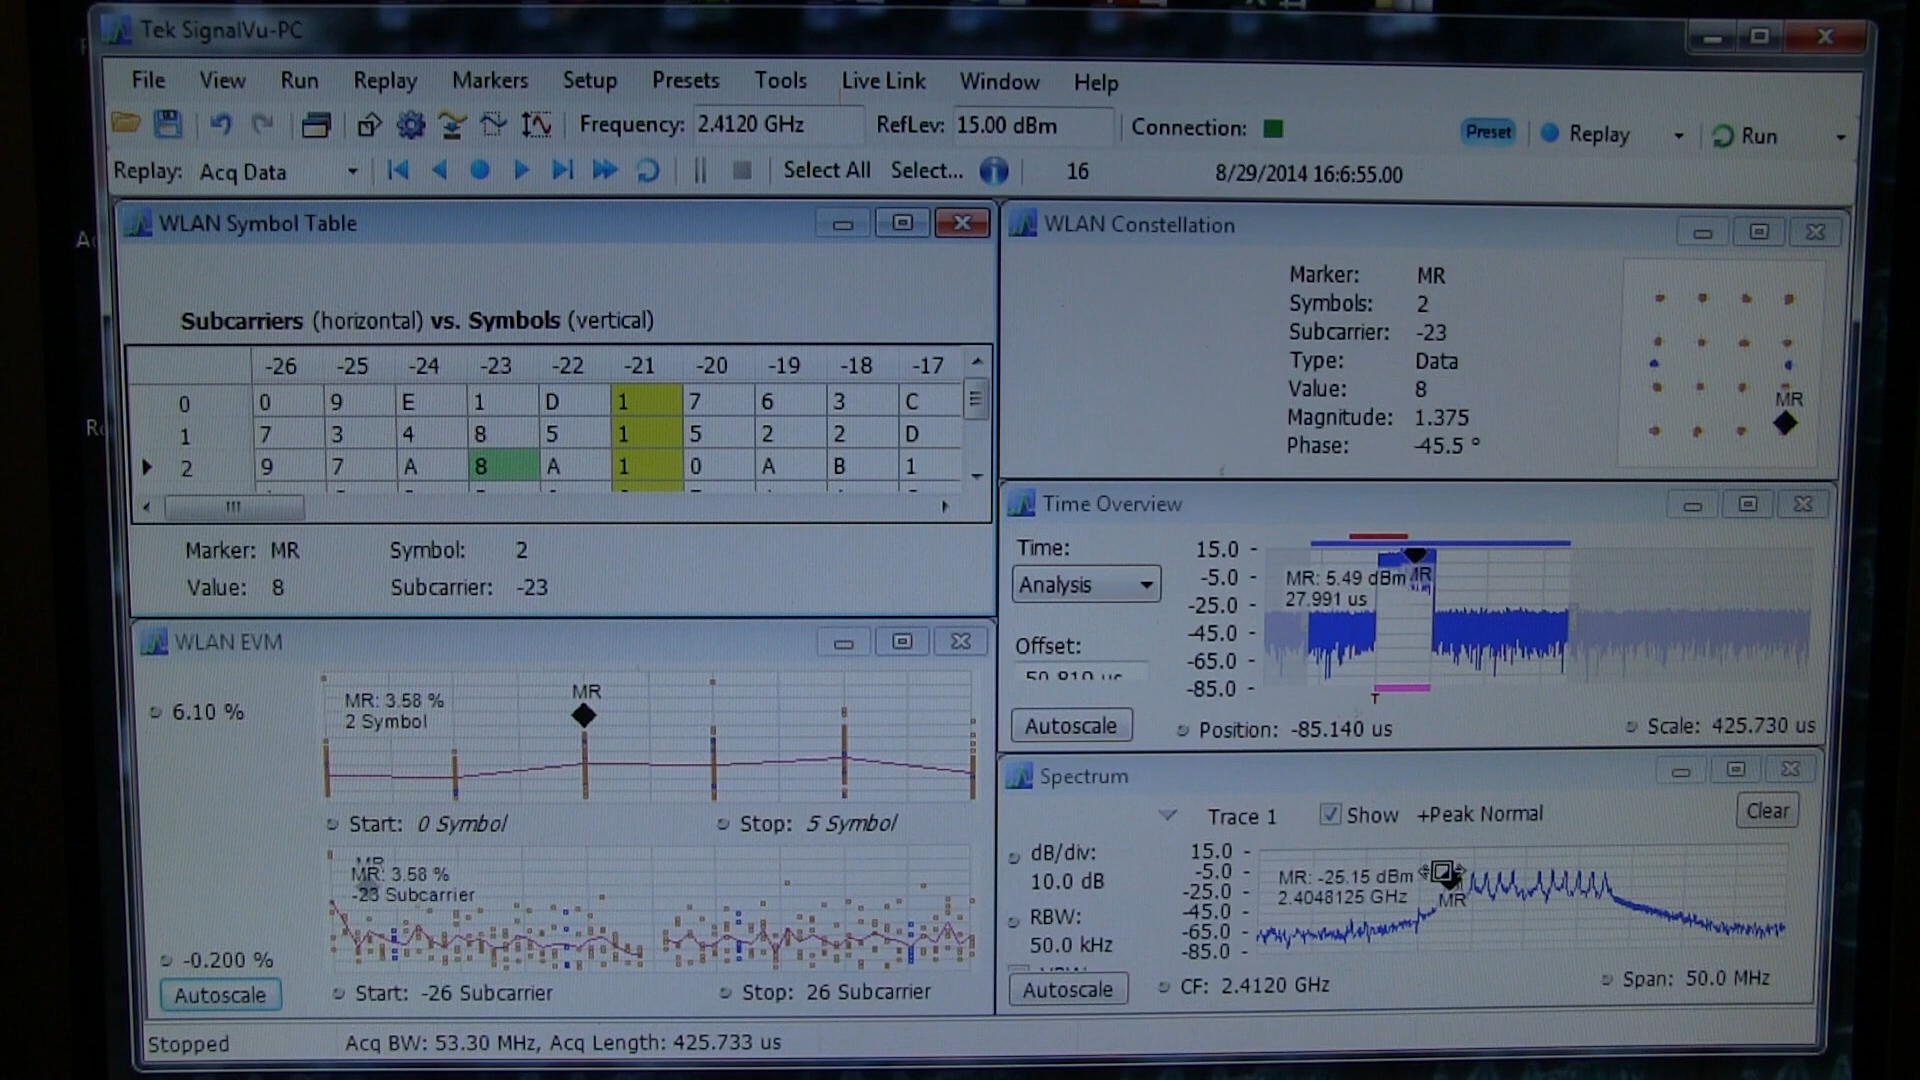 Tek SignalVu-PC
File View Run Replay Markers Setup Presets Tools Live Link Window Help
Frequency: 2.4120 GHz RefLev: 15.00 dBm Connection: Preset Replay Run
Replay: Acq Data Select All Select... 16 8/29/2014 16:6:55.00
WLAN Symbol Table
Subcarriers (horizontal) vs. Symbols (vertical)
-26 -25 -24 -23 -22 -21 -20 -19 -18 -17
0 0 9 E 1 D 1 7 6 3 C
1 7 3 4 8 5 1 5 2 2 D
2 9 7 A 8 A 1 0 A B 1
Marker: MR Symbol: 2
Value: 8 Subcarrier: -23
WLAN Constellation
Marker: MR
Symbols: 2
Subcarrier: -23
Type: Data
Value: 8
Magnitude: 1.375
Phase: -45.5 °
MR
Time Overview
Time:
Analysis
Offset:
50.810 us
Autoscale
15.0
-5.0
-25.0
-45.0
-65.0
-85.0
MR: 5.49 dBm
27.991 us
MR
T
Position: -85.140 us
Scale: 425.730 us
WLAN EVM
6.10 %
MR: 3.58 %
2 Symbol
MR
Start: 0 Symbol Stop: 5 Symbol
MR
MR: 3.58 %
-23 Subcarrier
-0.200 %
Autoscale
Start: -26 Subcarrier Stop: 26 Subcarrier
Spectrum
Trace 1 Show +Peak Normal Clear
dB/div:
10.0 dB
RBW:
50.0 kHz
Autoscale
15.0
-5.0
-25.0
-45.0
-65.0
-85.0
MR: -25.15 dBm
2.4048125 GHz
MR
CF: 2.4120 GHz
Span: 50.0 MHz
Stopped Acq BW: 53.30 MHz, Acq Length: 425.733 us